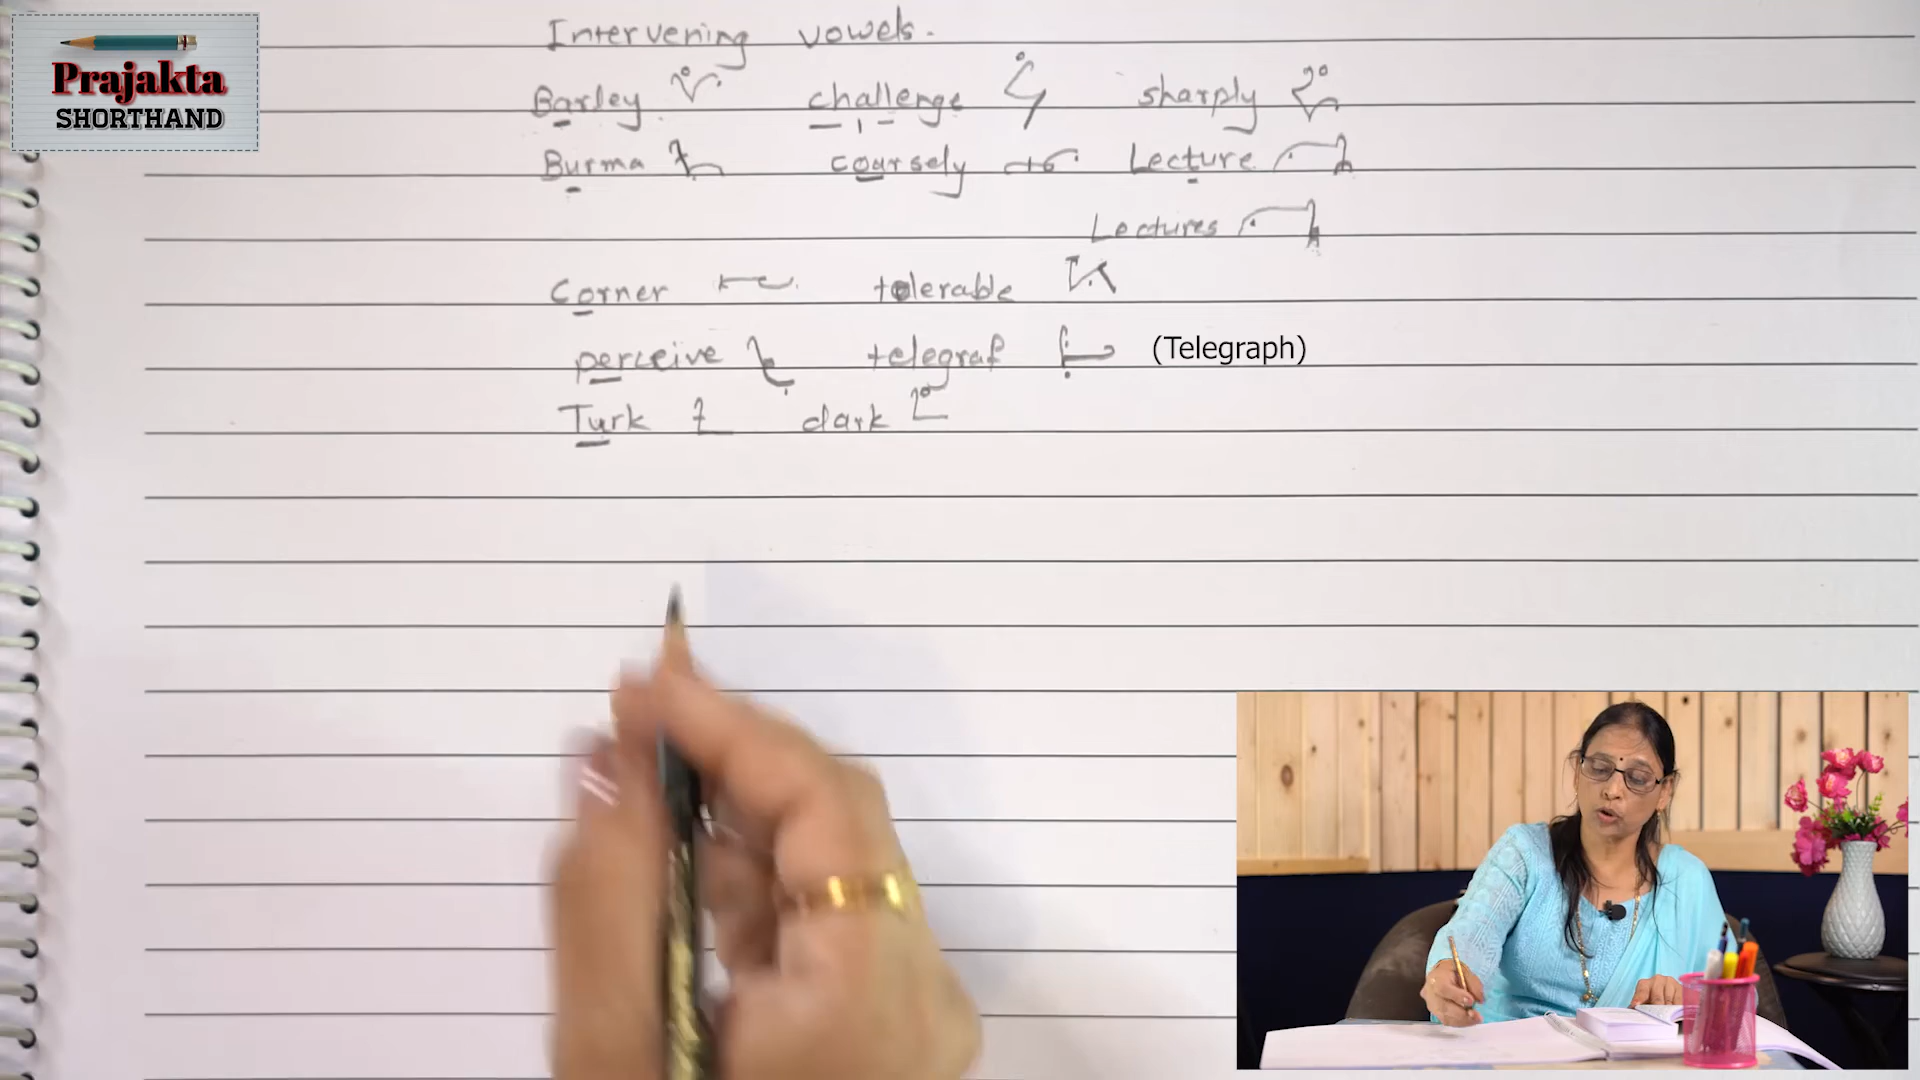 Prajakta
SHORTHAND
Intervening vowels.
Barley challenge sharply
Burma coarsely Lecture
Lectures
Corner tolerable
perceive telegraf (Telegraph)
Turk dark